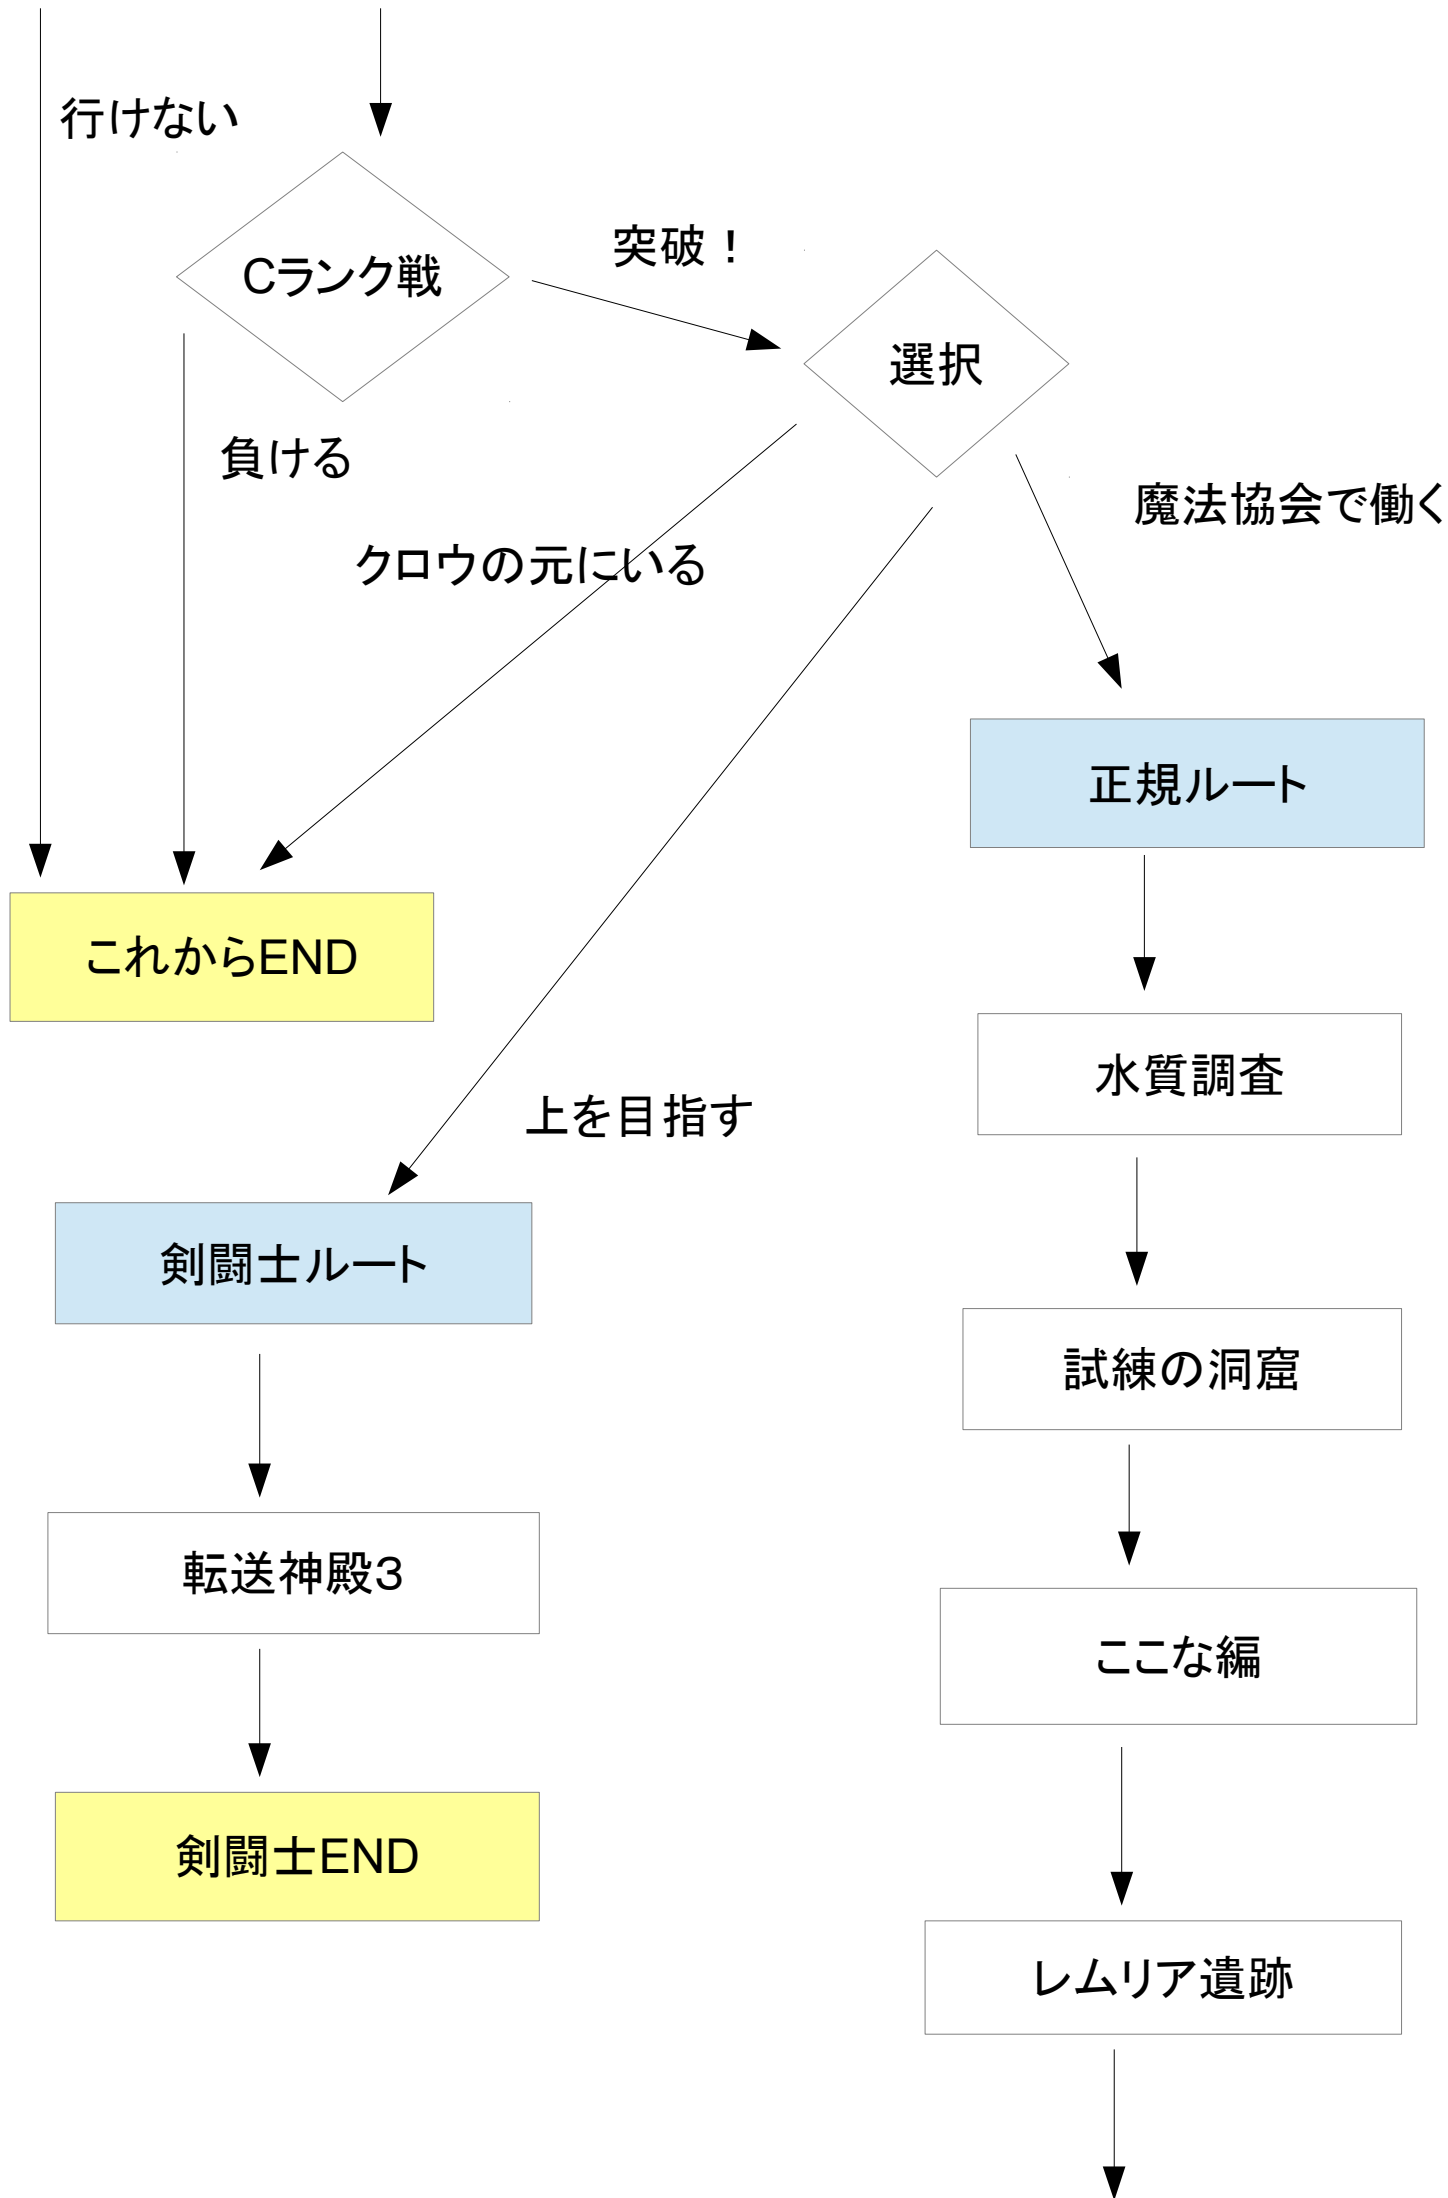 行けない
Cランク戦
突破！
選択
負ける
魔法協会で働く
クロウの元にいる
正規ルート
これからEND
水質調査
上を目指す
剣闘士ルート
試練の洞窟
転送神殿3
ここな編
剣闘士END
レムリア遺跡